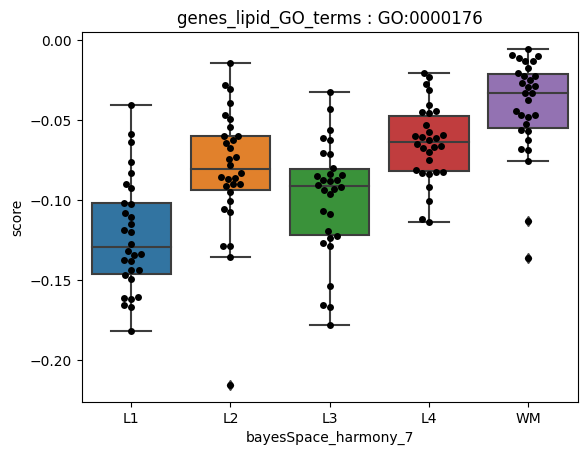 genes_lipid_GO_terms : GO:0000176
0.00
−0.05
−0.10
−0.15
−0.20
score
L1 L2 L3 L4 WM
bayesSpace_harmony_7